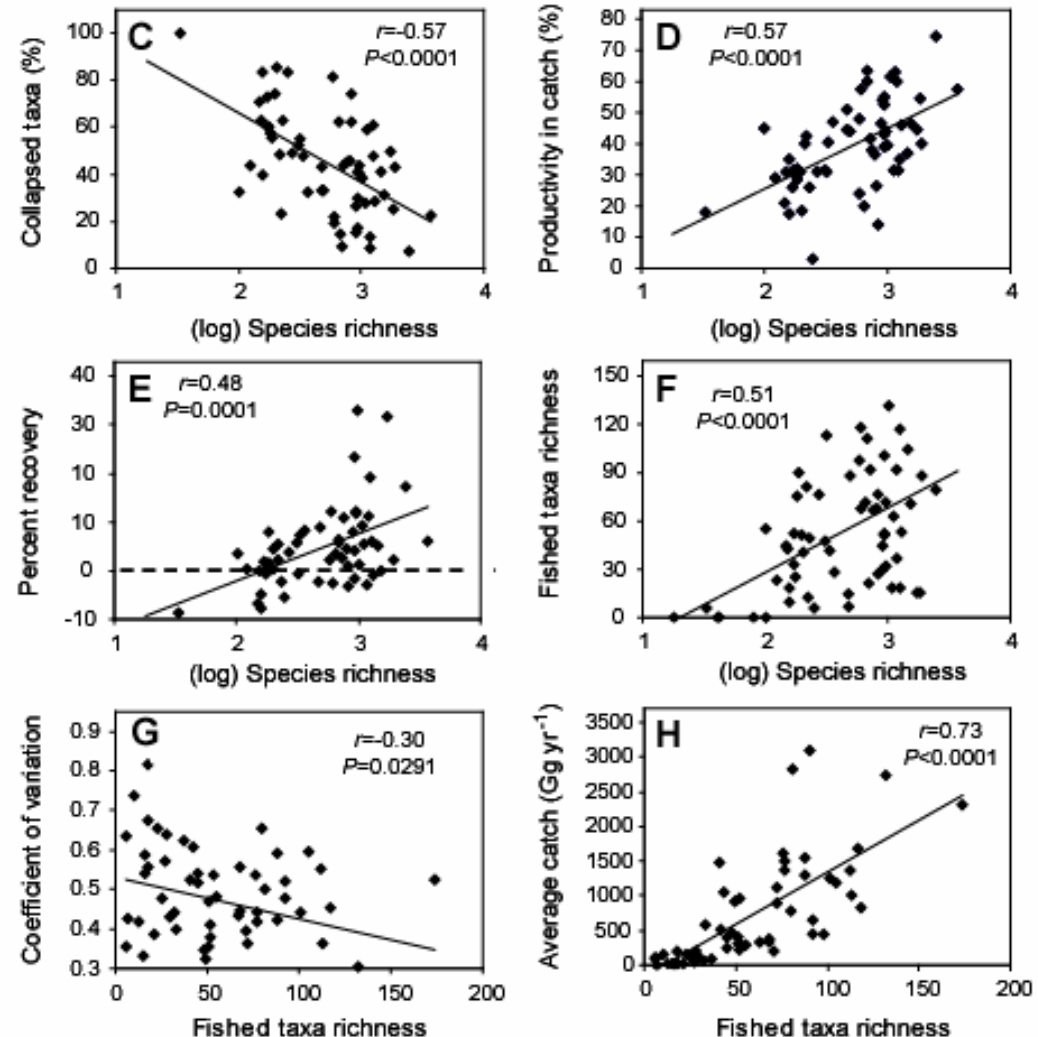 C
r=-0.57
P<0.0001
Collapsed taxa (%)
100
80
60
40
20
0
1 2 3 4
(log) Species richness
D
r=0.57
P<0.0001
Productivity in catch (%)
80
70
60
50
40
30
20
10
0
1 2 3 4
(log) Species richness
E
r=0.48
P=0.0001
Percent recovery
40
30
10
10
0
-10
1 2 3 4
(log) Species richness
F
r=0.51
P<0.0001
Fished taxa richness
150
120
90
60
30
0
1 2 3 4
(log) Species richness
G
r=-0.30
P=0.0291
Coefficient of variation
0.9
0.8
0.7
0.6
0.5
0.4
0.3
0 50 100 150 200
Fished taxa richness
H
r=0.73
P<0.0001
Average catch (Gg yr⁻¹)
3500
3000
2500
2000
1500
1000
500
0
0 50 100 150 200
Fished taxa richness